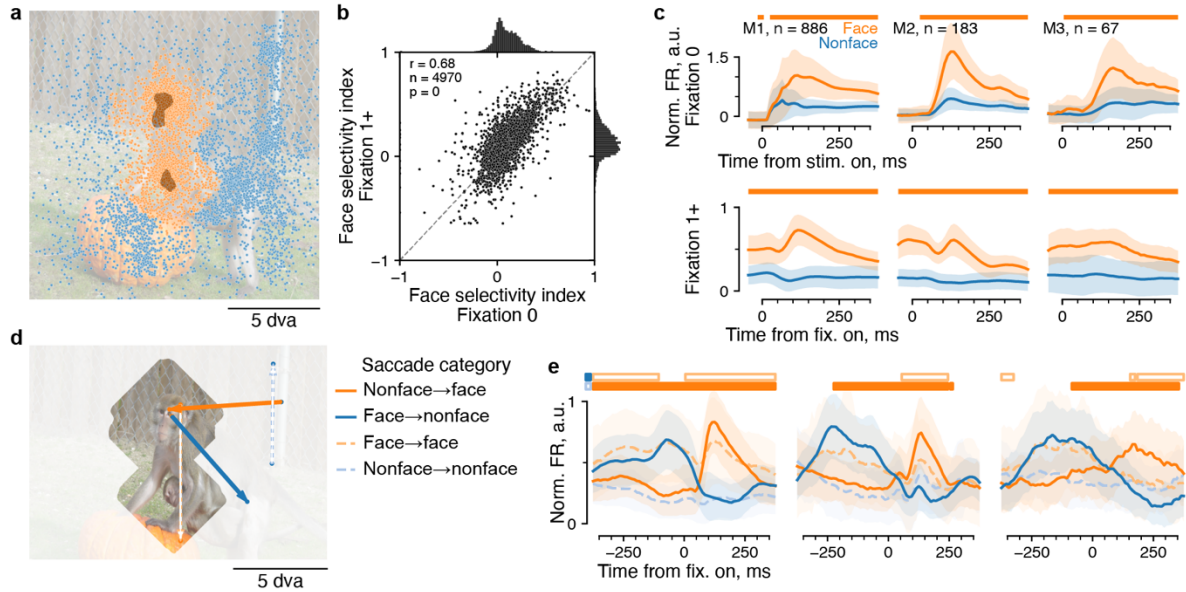 a
5 dva
b
r = 0.68
n = 4970
p = 0
1
0
−1
−1
0
1
Face selectivity index
Fixation 1+
Face selectivity index
Fixation 0
c
M1, n = 886
Face
Nonface
M2, n = 183
M3, n = 67
Norm. FR, a.u.
Fixation 0
1.5
0
0
250
0
250
0
250
Time from stim. on, ms
Fixation 1+
1
0
0
250
0
250
0
250
Time from fix. on, ms
d
5 dva
Saccade category
Nonface→face
Face→nonface
Face→face
Nonface→nonface
e
Norm. FR, a.u.
1
0
−250
0
250
−250
0
250
−250
0
250
Time from fix. on, ms